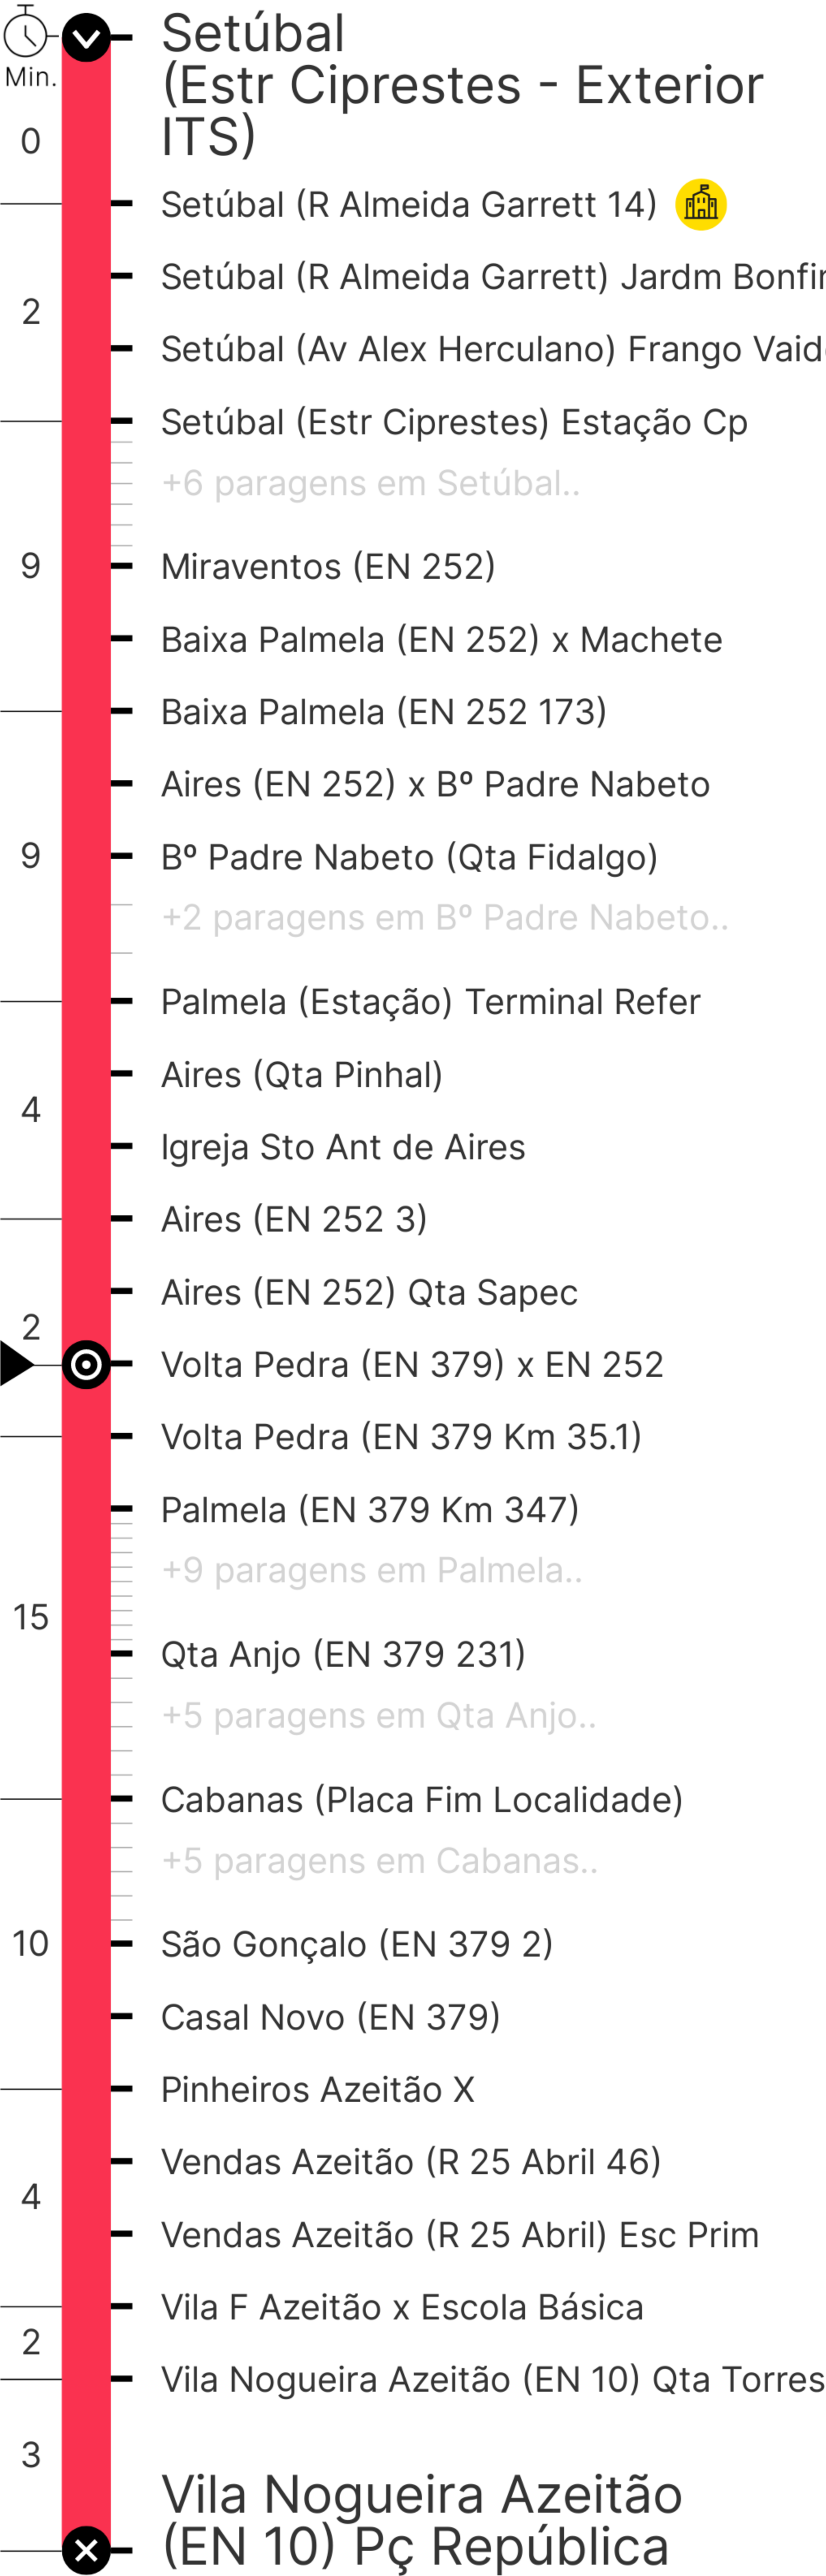 Setúbal
(Estr Ciprestes - Exterior
ITS)
Min.
0
Setúbal (R Almeida Garrett 14)
Setúbal (R Almeida Garrett) Jardm
2
Setúbal (Av Alex Herculano) Frango
Setúbal (Estr Ciprestes) Estação Cp
+6 paragens em Setúbal..
9
Miraventos (EN 252)
Baixa Palmela (EN 252) x Machete
Baixa Palmela (EN 252 173)
Aires (EN 252) x Bº Padre Nabeto
9
Bº Padre Nabeto (Qta Fidalgo)
+2 paragens em Bº Padre Nabeto..
Palmela (Estação) Terminal Refer
Aires (Qta Pinhal)
4
Igreja Sto Ant de Aires
Aires (EN 252 3)
Aires (EN 252) Qta Sapec
2
Volta Pedra (EN 379) x EN 252
Volta Pedra (EN 379 Km 35.1)
Palmela (EN 379 Km 347)
+9 paragens em Palmela..
15
Qta Anjo (EN 379 231)
+5 paragens em Qta Anjo..
Cabanas (Placa Fim Localidade)
+5 paragens em Cabanas..
10
São Gonçalo (EN 379 2)
Casal Novo (EN 379)
Pinheiros Azeitão X
Vendas Azeitão (R 25 Abril 46)
4
Vendas Azeitão (R 25 Abril) Esc Prim
Vila F Azeitão x Escola Básica
2
Vila Nogueira Azeitão (EN 10) Qta Torres
3
Vila Nogueira Azeitão
(EN 10) Pç República